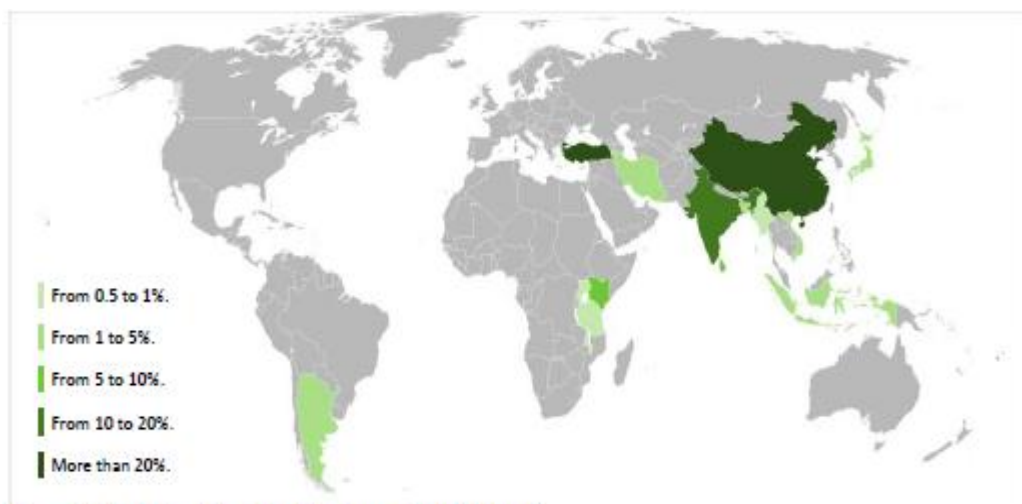 From 0.5 to 1%.
From 1 to 5%.
From 5 to 10%.
From 10 to 20%.
More than 20%.